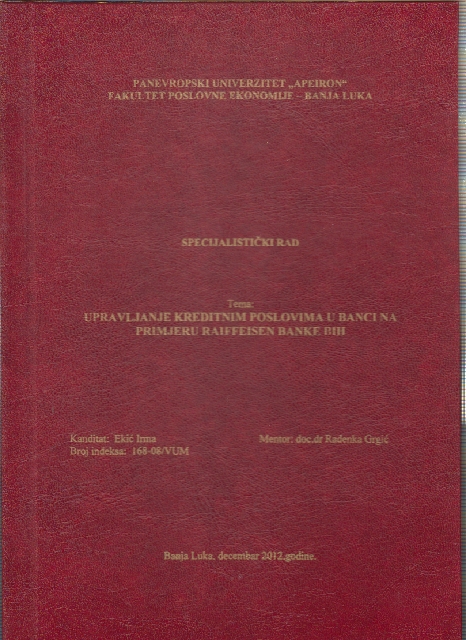 PANEVROPSKI UNIVERZITET „APEIRON“
FAKULTET POSLOVNE EKONOMIJE – BANJA LUKA
SPECIJALISTIČKI RAD
Tema:
UPRAVLJANJE KREDITNIM POSLOVIMA U BANCI NA
PRIMJERU RAIFFEISEN BANKE BIH
Kanditat: Ekić Irma
Mentor: doc.dr Radenka Grgić
Broj indeksa: 168-08/VUM
Banja Luka, decembar 2012.godine.